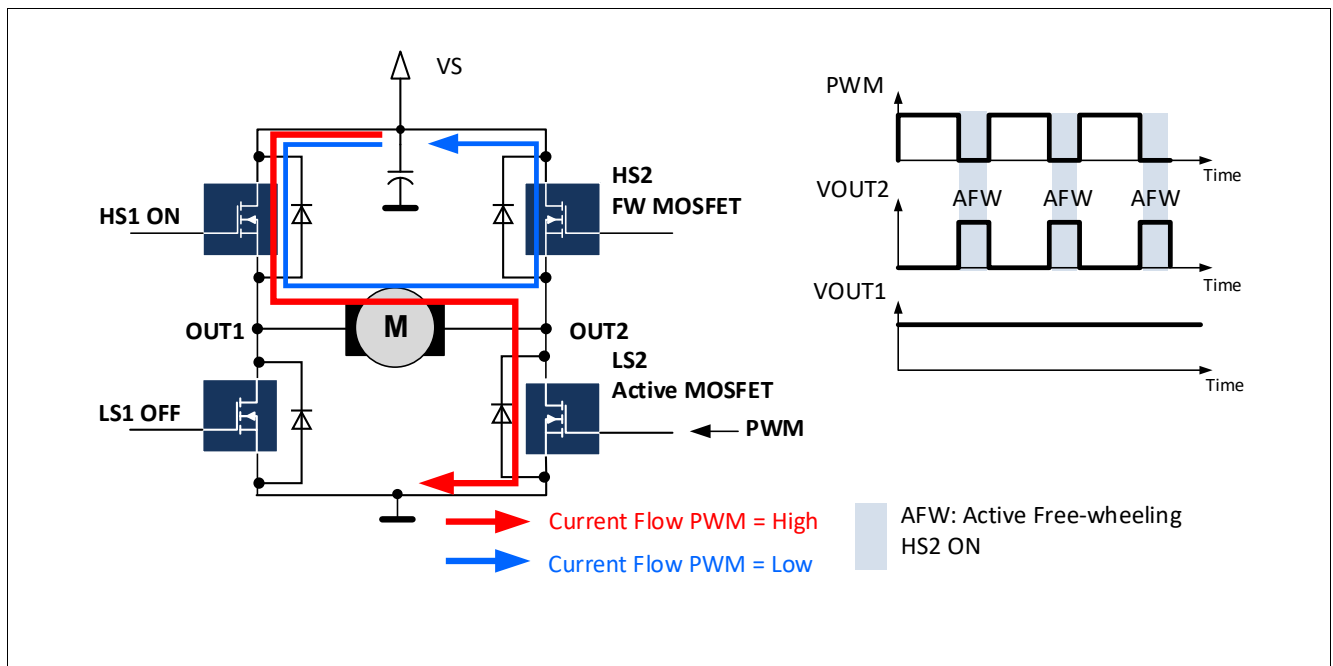 VS
HS1 ON
HS2
FW MOSFET
OUT1
M
OUT2
LS1 OFF
LS2
Active MOSFET
PWM
Current Flow PWM = High
Current Flow PWM = Low
PWM
Time
VOUT2
AFW AFW AFW
Time
VOUT1
Time
AFW: Active Free-wheeling
HS2 ON